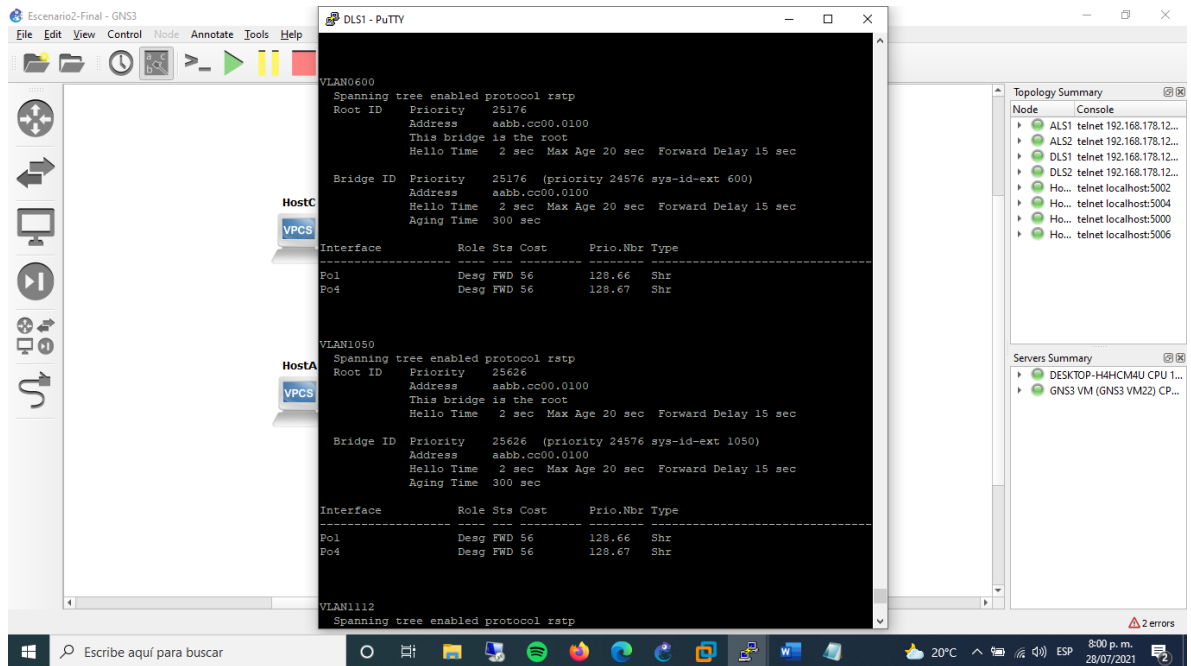 Escenario2-Final - GNS3
File Edit View Control Node Annotate Tools Help
HostC
VPCS
HostA
VPCS
DLS1 - PuTTY
VLAN0600
Spanning tree enabled protocol rstp
Root ID Priority 25176
Address aabb.cc00.0100
This bridge is the root
Hello Time 2 sec Max Age 20 sec Forward Delay 15 sec
Bridge ID Priority 25176 (priority 24576 sys-id-ext 600)
Address aabb.cc00.0100
Hello Time 2 sec Max Age 20 sec Forward Delay 15 sec
Aging Time 300 sec
Interface Role Sts Cost Prio.Nbr Type
------------------- ---- --- --------- -------- --------------------------------
Po1 Desg FWD 56 128.66 Shr
Po4 Desg FWD 56 128.67 Shr
VLAN1050
Spanning tree enabled protocol rstp
Root ID Priority 25626
Address aabb.cc00.0100
This bridge is the root
Hello Time 2 sec Max Age 20 sec Forward Delay 15 sec
Bridge ID Priority 25626 (priority 24576 sys-id-ext 1050)
Address aabb.cc00.0100
Hello Time 2 sec Max Age 20 sec Forward Delay 15 sec
Aging Time 300 sec
Interface Role Sts Cost Prio.Nbr Type
------------------- ---- --- --------- -------- --------------------------------
Po1 Desg FWD 56 128.66 Shr
Po4 Desg FWD 56 128.67 Shr
VLAN1112
Spanning tree enabled protocol rstp
Topology Summary
Node Console
ALS1 telnet 192.168.178.12...
ALS2 telnet 192.168.178.12...
DLS1 telnet 192.168.178.12...
DLS2 telnet 192.168.178.12...
Ho... telnet localhost:5002
Ho... telnet localhost:5004
Ho... telnet localhost:5000
Ho... telnet localhost:5006
Servers Summary
DESKTOP-H4HCM4U CPU 1...
GNS3 VM (GNS3 VM22) CP...
2 errors
Escribe aquí para buscar
20°C
ESP
8:00 p. m.
28/07/2021
2